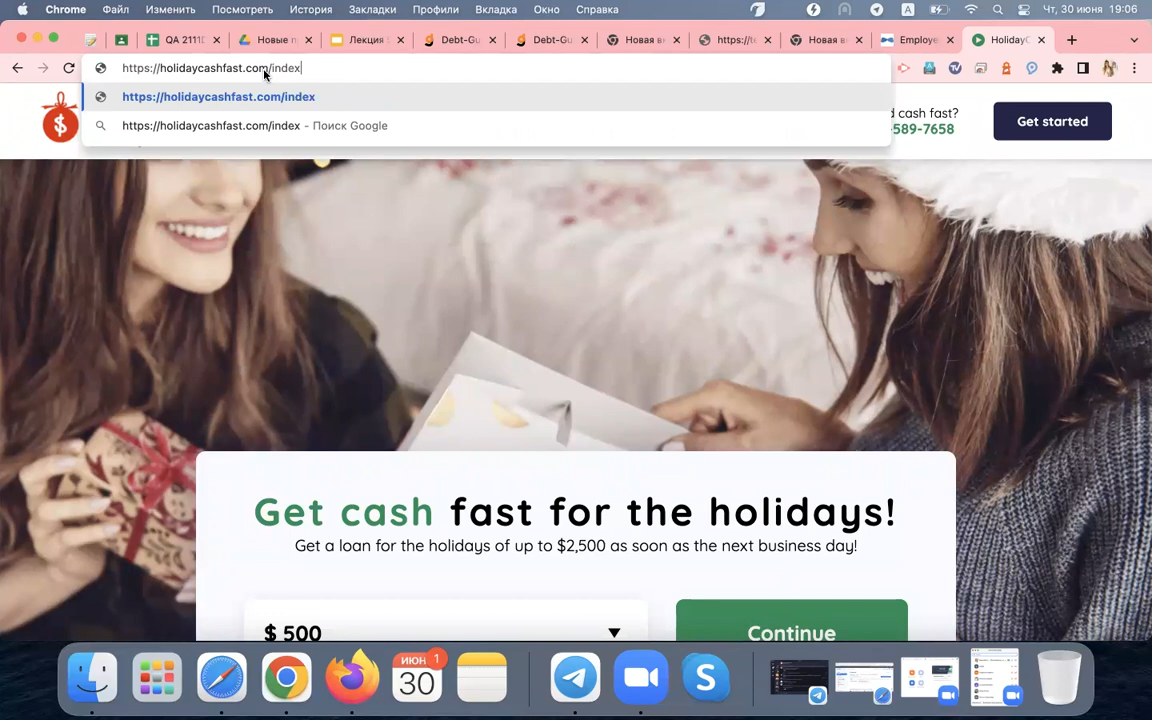 Chrome Файл Изменить Посмотреть История Закладки Профили Вкладка Окно Справка A Чт, 30 июня 19:06
QA 2111 Новые п Лекция Debt-Gu Debt-Gu Новая в https://t Новая в Employe HolidayC
https://holidaycashfast.com/index
https://holidaycashfast.com/index
https://holidaycashfast.com/index - Поиск Google
d cash fast?
-589-7658
Get started
Get cash fast for the holidays!
Get a loan for the holidays of up to $2,500 as soon as the next business day!
$ 500
Continue
ИЮН 1
30